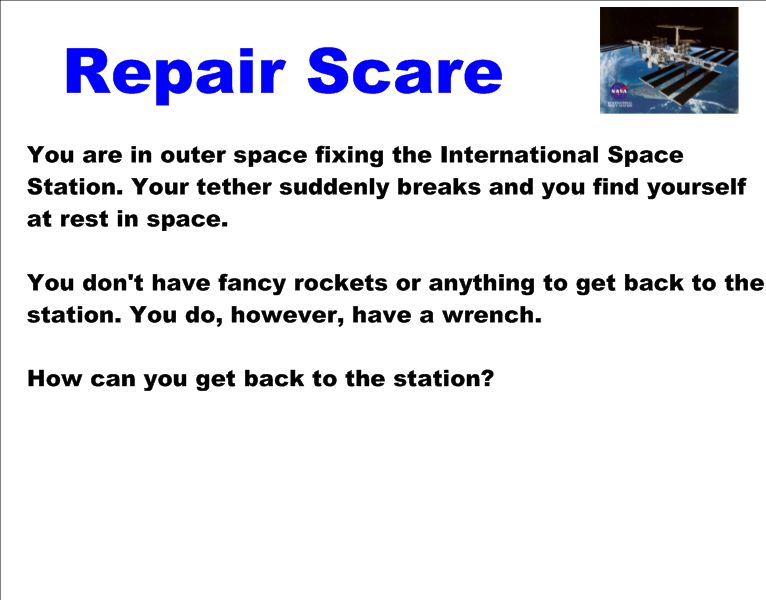 Repair Scare
NASA
You are in outer space fixing the International Space
Station. Your tether suddenly breaks and you find yourself
at rest in space.
You don't have fancy rockets or anything to get back to the
station. You do, however, have a wrench.
How can you get back to the station?